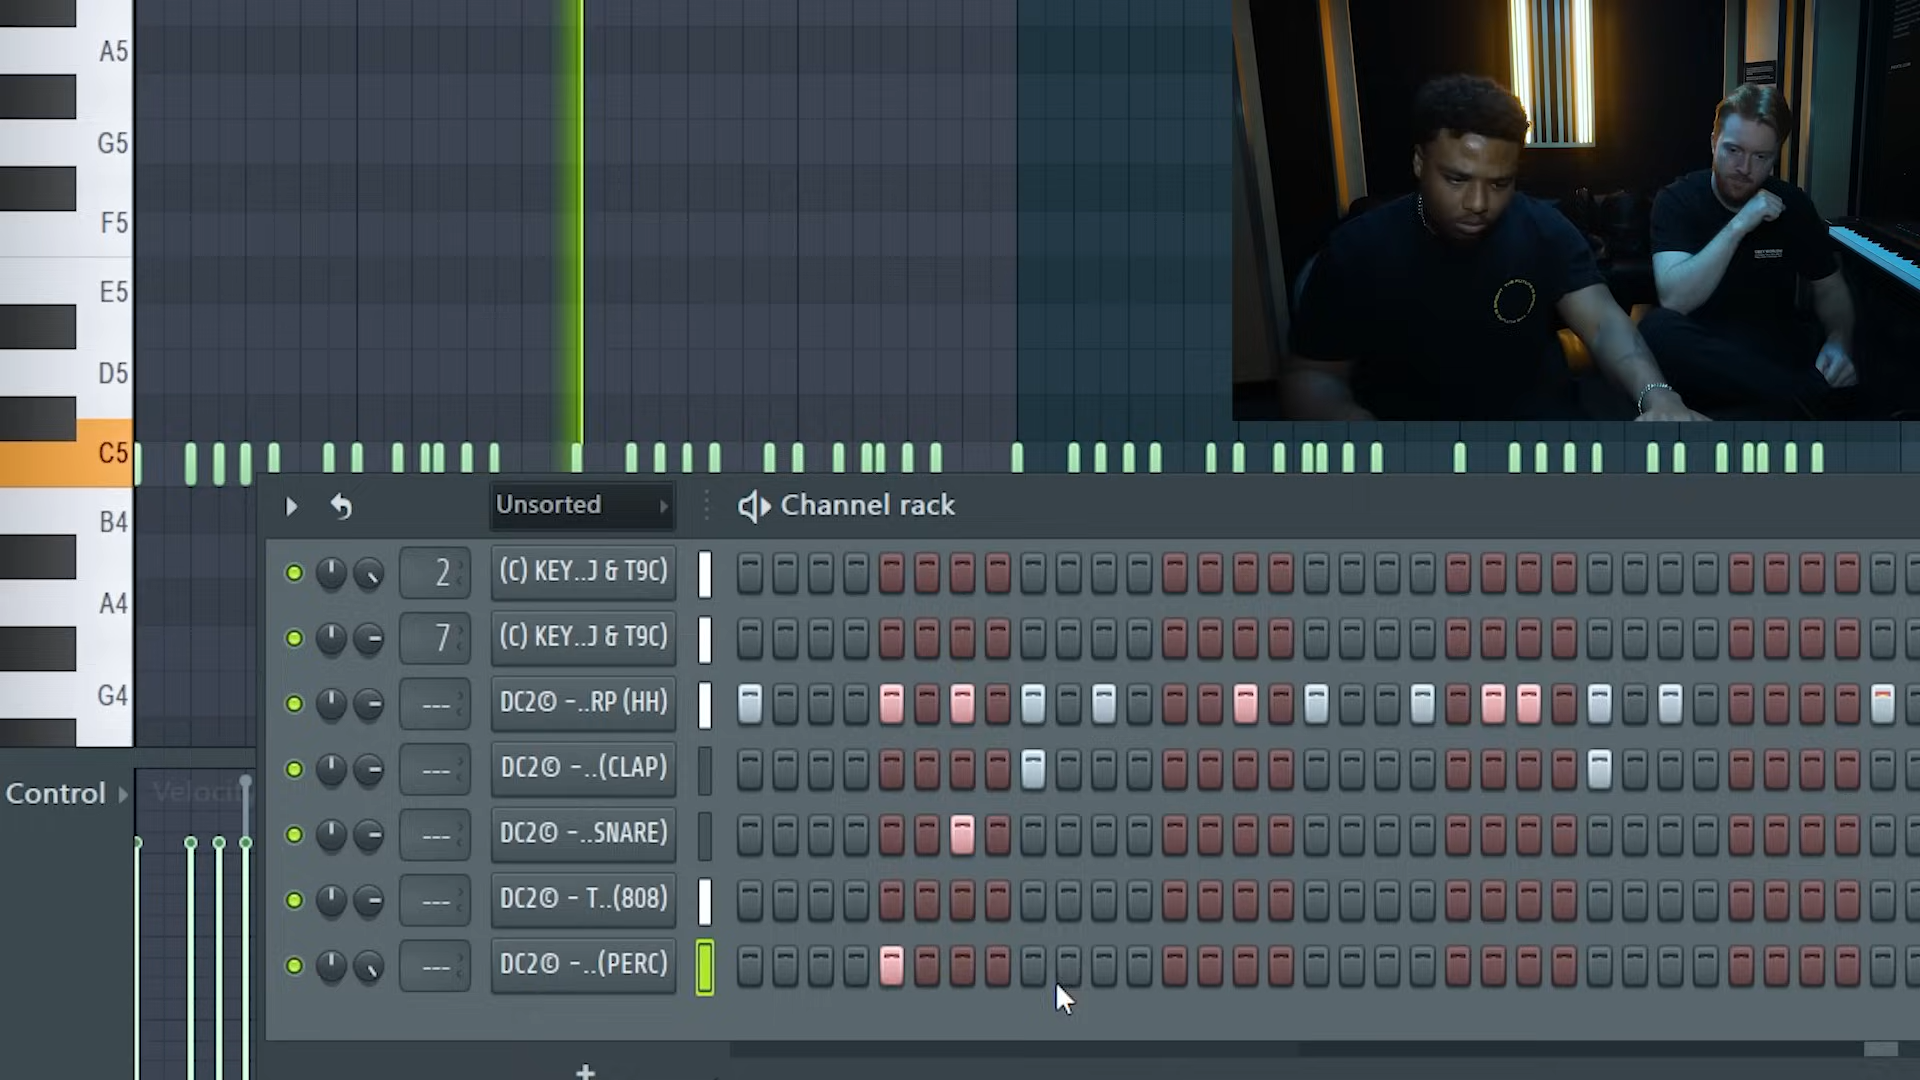 A5
G5
F5
E5
D5
C5
B4
A4
G4
Unsorted
Channel rack
2
(C) KEY..J & T9C)
7
(C) KEY..J & T9C)
---
DC2© -..RP (HH)
---
DC2© -..(CLAP)
---
DC2© -..SNARE)
---
DC2© - T..(808)
---
DC2© -..(PERC)
Control
+